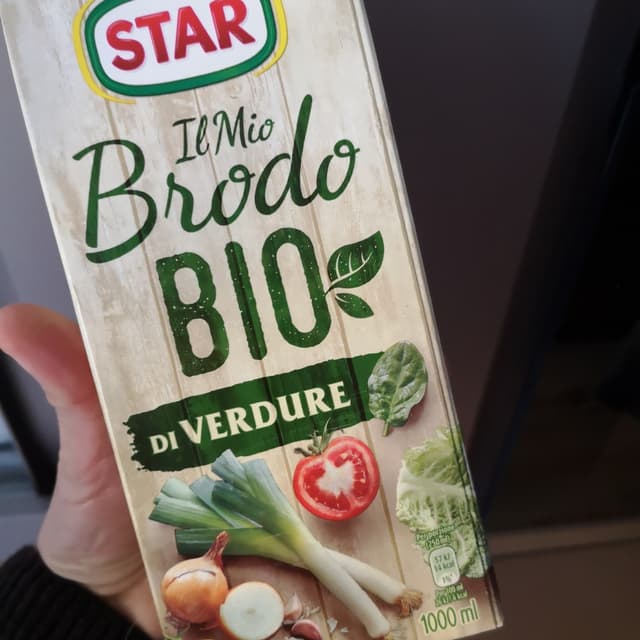 STAR
Il Mio
Brodo
BIO
DI VERDURE
1000 ml